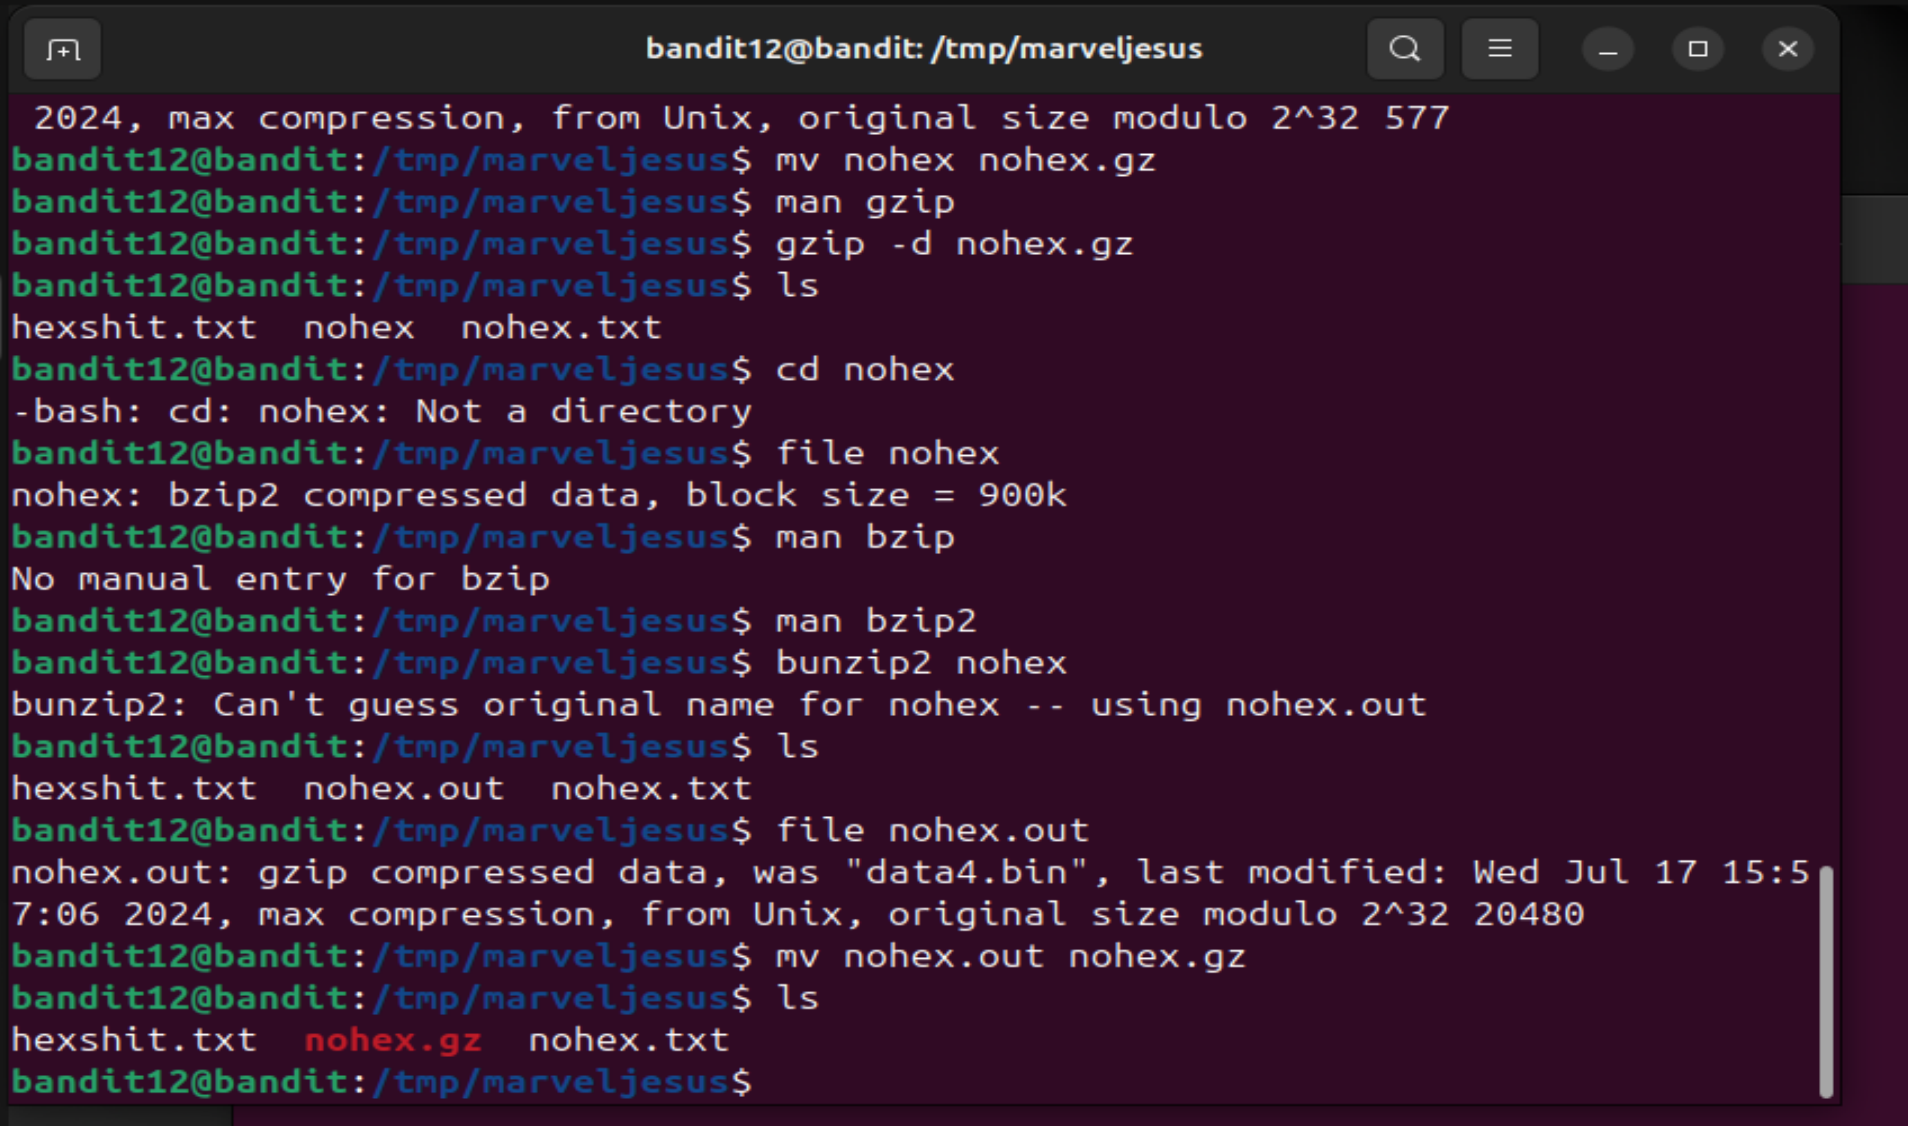 bandit12@bandit: /tmp/marveljesus
2024, max compression, from Unix, original size modulo 2^32 577
bandit12@bandit:/tmp/marveljesus$ mv nohex nohex.gz
bandit12@bandit:/tmp/marveljesus$ man gzip
bandit12@bandit:/tmp/marveljesus$ gzip -d nohex.gz
bandit12@bandit:/tmp/marveljesus$ ls
hexshit.txt  nohex  nohex.txt
bandit12@bandit:/tmp/marveljesus$ cd nohex
-bash: cd: nohex: Not a directory
bandit12@bandit:/tmp/marveljesus$ file nohex
nohex: bzip2 compressed data, block size = 900k
bandit12@bandit:/tmp/marveljesus$ man bzip
No manual entry for bzip
bandit12@bandit:/tmp/marveljesus$ man bzip2
bandit12@bandit:/tmp/marveljesus$ bunzip2 nohex
bunzip2: Can't guess original name for nohex -- using nohex.out
bandit12@bandit:/tmp/marveljesus$ ls
hexshit.txt  nohex.out  nohex.txt
bandit12@bandit:/tmp/marveljesus$ file nohex.out
nohex.out: gzip compressed data, was "data4.bin", last modified: Wed Jul 17 15:5
7:06 2024, max compression, from Unix, original size modulo 2^32 20480
bandit12@bandit:/tmp/marveljesus$ mv nohex.out nohex.gz
bandit12@bandit:/tmp/marveljesus$ ls
hexshit.txt  nohex.gz  nohex.txt
bandit12@bandit:/tmp/marveljesus$